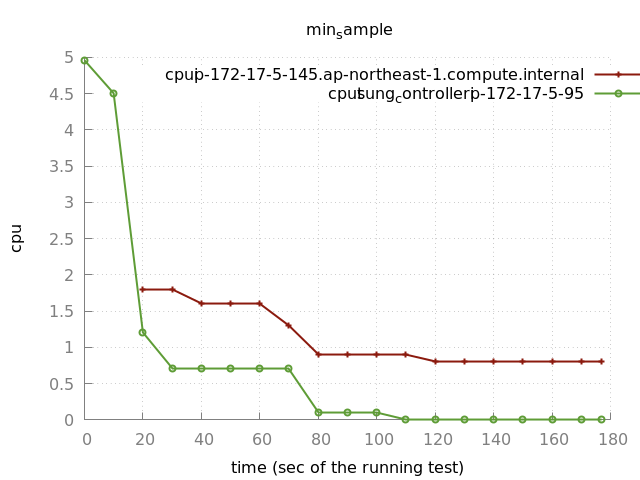 min_sample
cpu_ip-172-17-5-145.ap-northeast-1.compute.internal
cpu_tsung_controller_ip-172-17-5-95
5
4.5
4
3.5
3
2.5
2
1.5
1
0.5
0
cpu
0 20 40 60 80 100 120 140 160 180
time (sec of the running test)